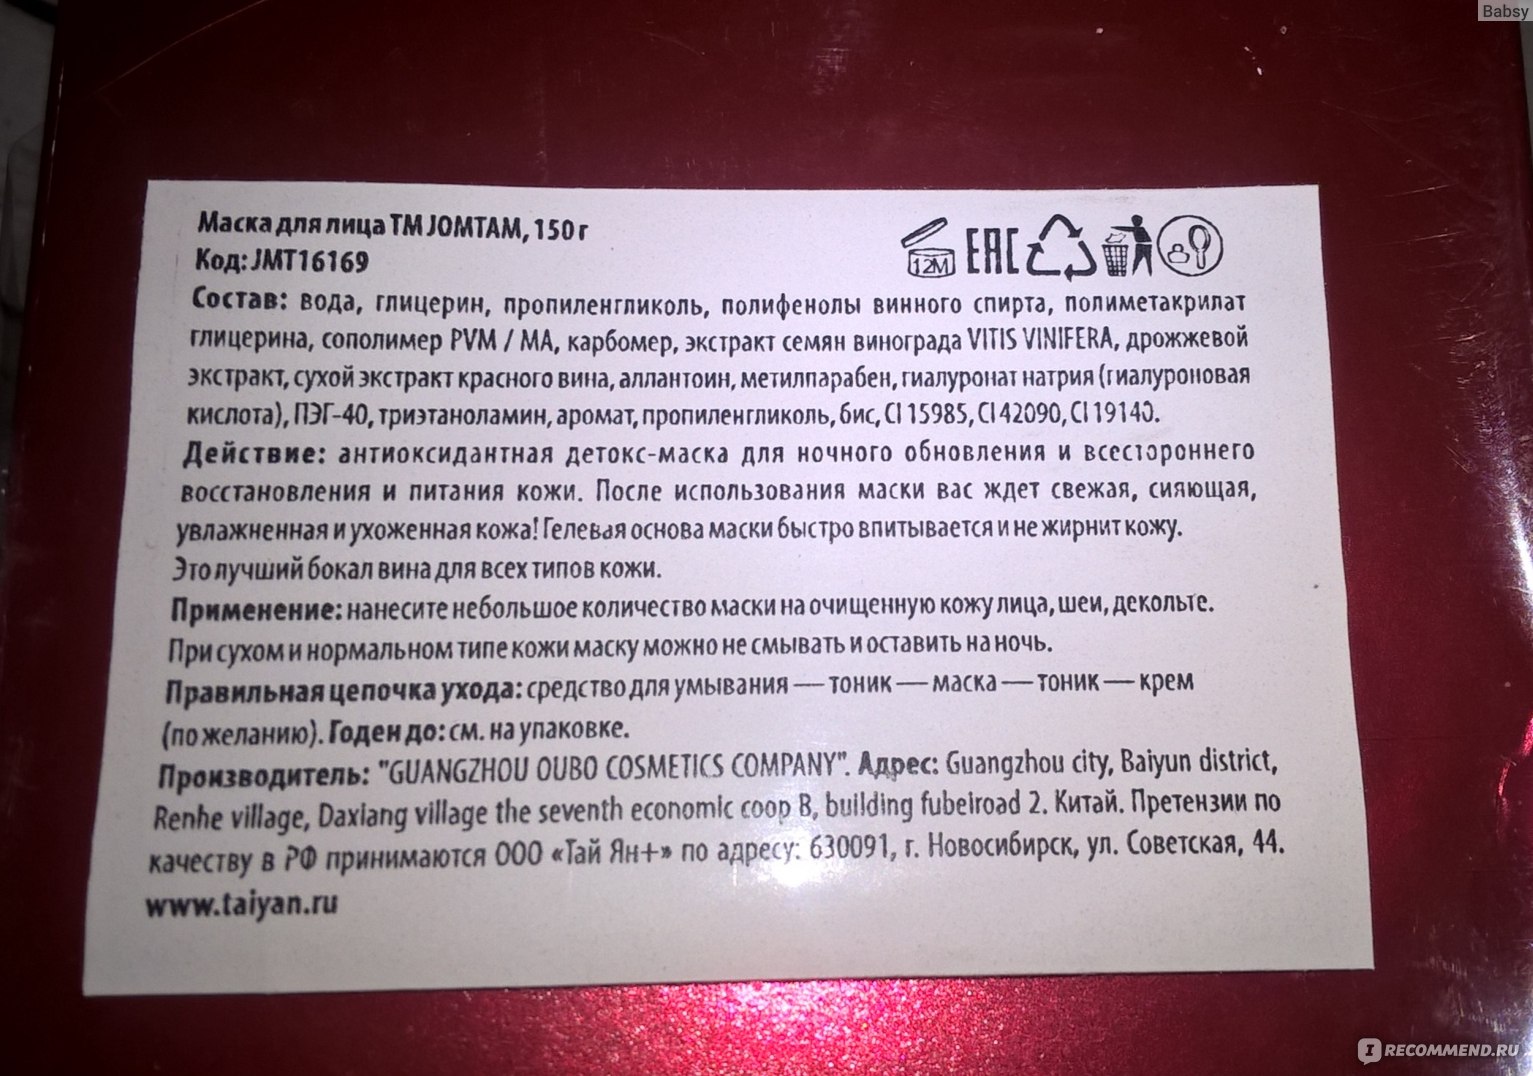 Babsy
Маска для лица ТМ JOMTAM, 150 г
Код: JMT16169
12M
EAC
Состав: вода, глицерин, пропиленгликоль, полифенолы винного спирта, полиметакрилат
глицерина, сополимер PVM / MA, карбомер, экстракт семян винограда VITIS VINIFERA, дрожжевой
экстракт, сухой экстракт красного вина, аллантоин, метилпарабен, гиалуронат натрия (гиалуроновая
кислота), ПЭГ-40, триэтаноламин, аромат, пропиленгликоль, бис, CI 15985, CI 42090, CI 19140.
Действие: антиоксидантная детокс-маска для ночного обновления и всестороннего
восстановления и питания кожи. После использования маски вас ждет свежая, сияющая,
увлажненная и ухоженная кожа! Гелевая основа маски быстро впитывается и не жирнит кожу.
Это лучший бокал вина для всех типов кожи.
Применение: нанесите небольшое количество маски на очищенную кожу лица, шеи, декольте.
При сухом и нормальном типе кожи маску можно не смывать и оставить на ночь.
Правильная цепочка ухода: средство для умывания — тоник — маска — тоник — крем
(по желанию). Годен до: см. на упаковке.
Производитель: "GUANGZHOU OUBO COSMETICS COMPANY". Адрес: Guangzhou city, Baiyun district,
Renhe village, Daxiang village the seventh economic coop B, building fubeiroad 2. Китай. Претензии по
качеству в РФ принимаются ООО «Тай Ян+» по адресу: 630091, г. Новосибирск, ул. Советская, 44.
www.taiyan.ru
IRECOMMEND.RU